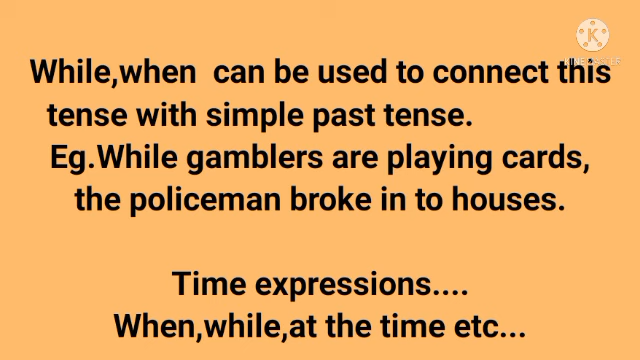 While,when can be used to connect this
tense with simple past tense.
Eg.While gamblers are playing cards,
the policeman broke in to houses.
Time expressions....
When,while,at the time etc...